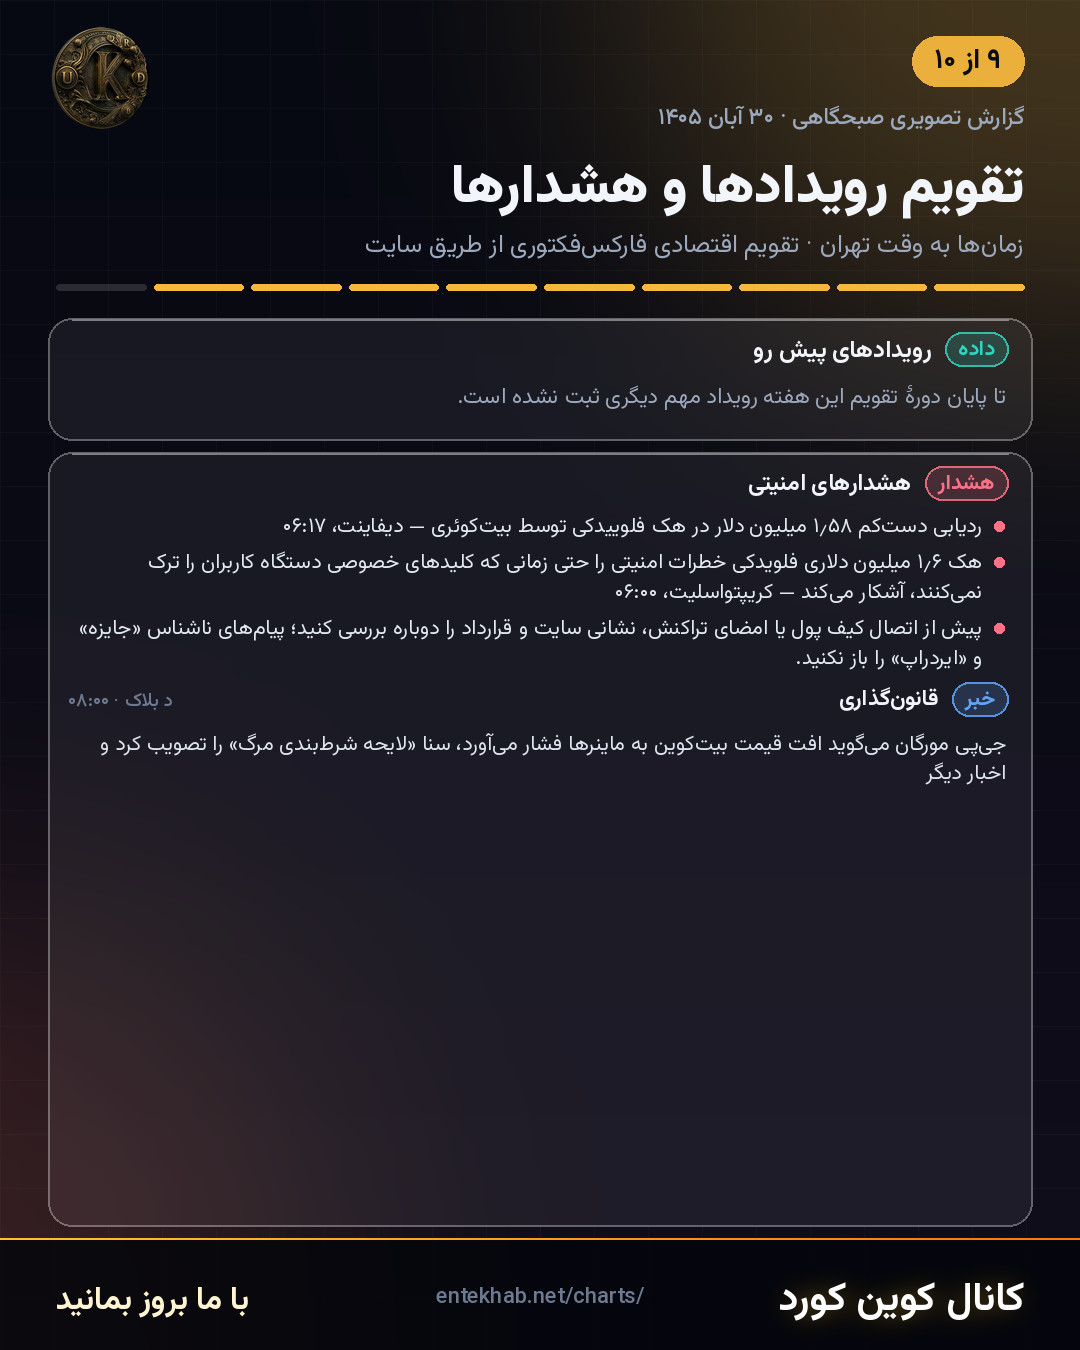 ۹ از ۱۰
گزارش تصویری صبحگاهی · ۳۰ آبان ۱۴۰۵
تقویم رویدادها و هشدارها
زمان‌ها به وقت تهران · تقویم اقتصادی فارکس‌فکتوری از طریق سایت
داده رویدادهای پیش رو
تا پایان دورهٔ تقویم این هفته رویداد مهم دیگری ثبت نشده است.
هشدار هشدارهای امنیتی
ردیابی دست‌کم ۱٫۵۸ میلیون دلار در هک فلوییدکی توسط بیت‌کوئری — دیفاینت، ۰۶:۱۷
هک ۱٫۶ میلیون دلاری فلویدکی خطرات امنیتی را حتی زمانی که کلیدهای خصوصی دستگاه کاربران را ترک
نمی‌کنند، آشکار می‌کند — کریپتواسلیت، ۰۶:۰۰
پیش از اتصال کیف پول یا امضای تراکنش، نشانی سایت و قرارداد را دوباره بررسی کنید؛ پیام‌های ناشناس «جایزه»
و «ایردراپ» را باز نکنید.
خبر قانون‌گذاری
د بلاک · ۰۸:۰۰
جی‌پی مورگان می‌گوید افت قیمت بیت‌کوین به ماینرها فشار می‌آورد، سنا «لایحه شرط‌بندی مرگ» را تصویب کرد و
اخبار دیگر
کانال کوین کورد
entekhab.net/charts/
با ما بروز بمانید
U K R D